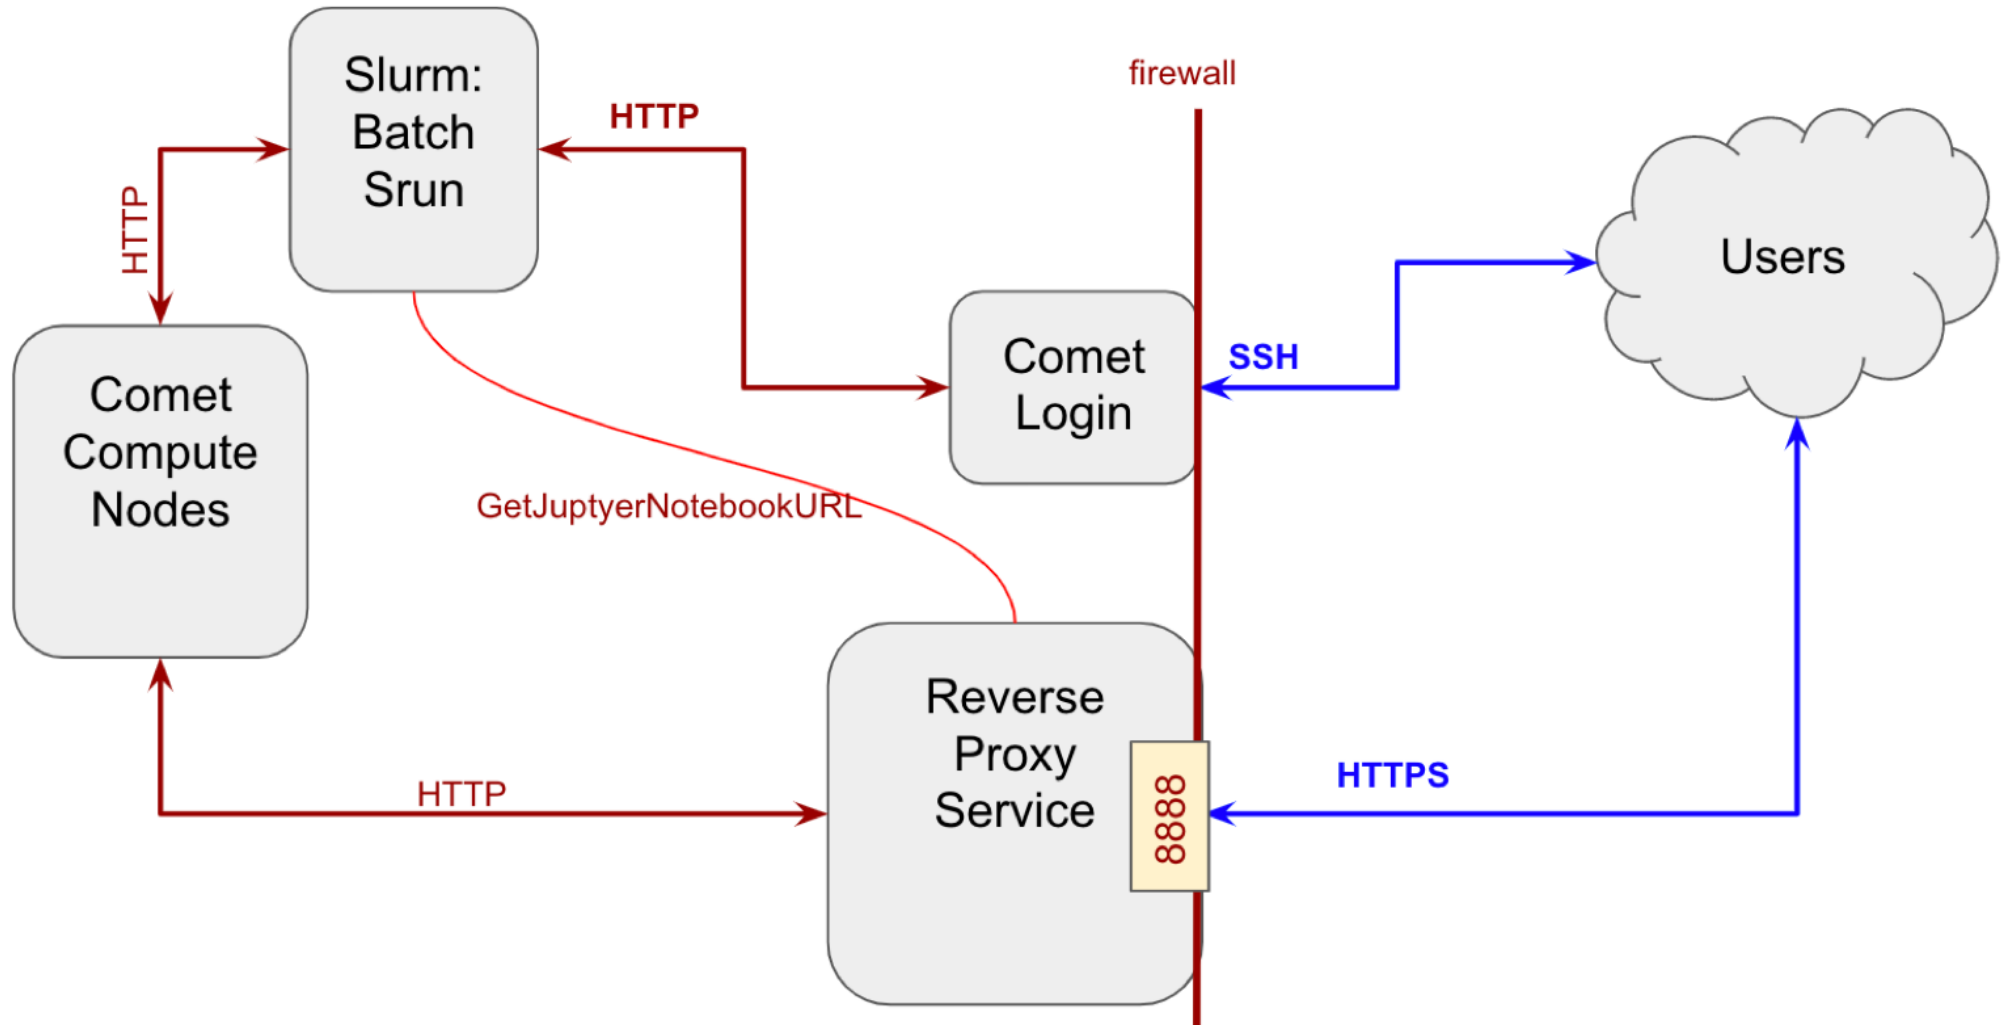 Slurm:
Batch
Srun
HTTP
firewall
HTTP
Users
Comet
Login
SSH
Comet
Compute
Nodes
GetJuptyerNotebookURL
Reverse
Proxy
Service
8888
HTTP
HTTPS